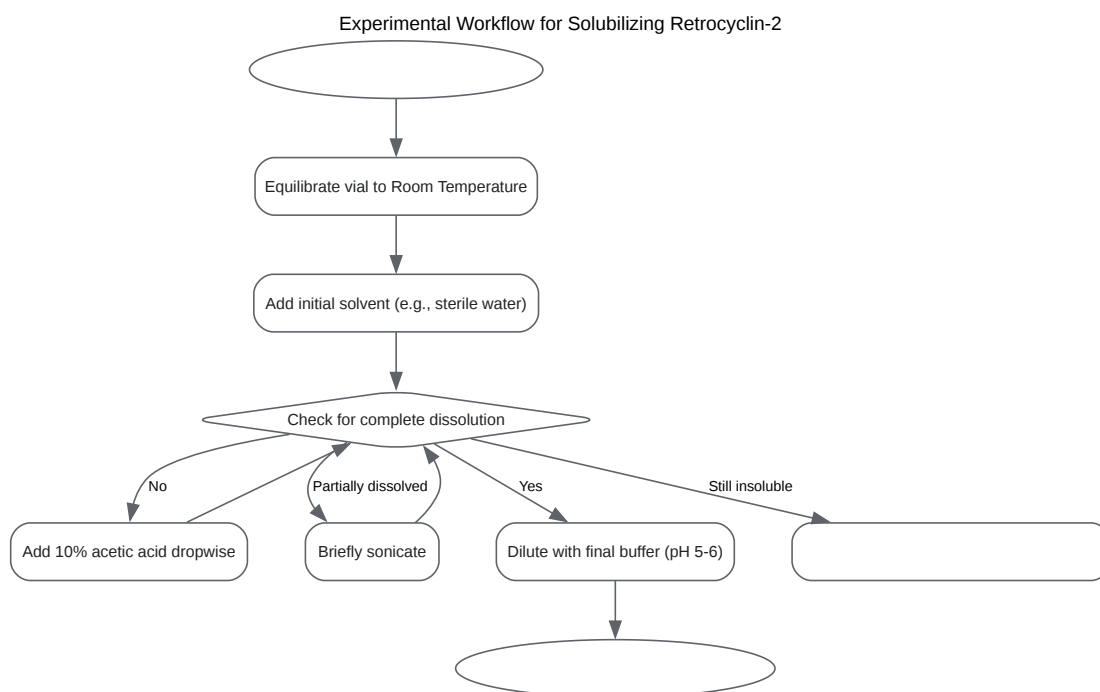 Experimental Workflow for Solubilizing Retrocyclin-2
Equilibrate vial to Room Temperature
Add initial solvent (e.g., sterile water)
Check for complete dissolution
No
Partially dissolved
Yes
Still insoluble
Add 10% acetic acid dropwise
Briefly sonicate
Dilute with final buffer (pH 5-6)